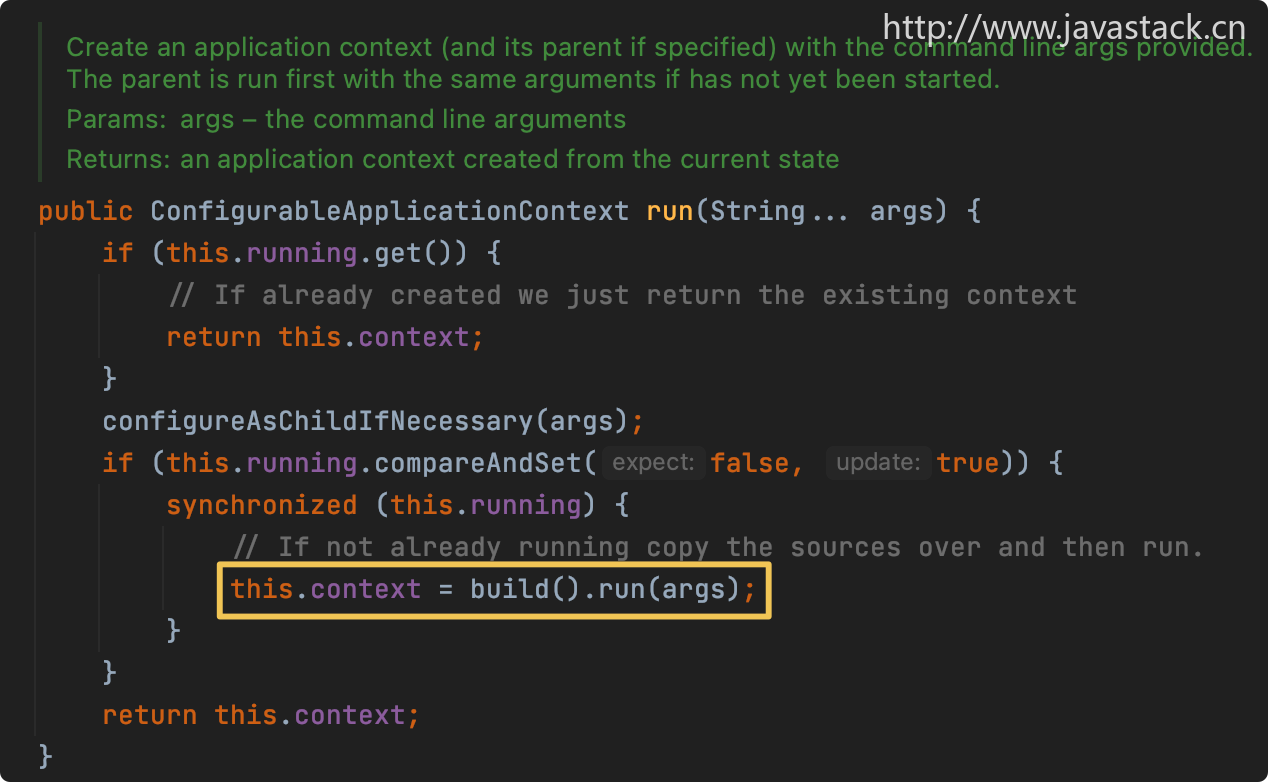 http://www.javastack.cn
Create an application context (and its parent if specified) with the command line args provided.
The parent is run first with the same arguments if has not yet been started.
Params: args – the command line arguments
Returns: an application context created from the current state
public ConfigurableApplicationContext run(String... args) {
    if (this.running.get()) {
        // If already created we just return the existing context
        return this.context;
    }
    configureAsChildIfNecessary(args);
    if (this.running.compareAndSet( expect: false, update: true)) {
        synchronized (this.running) {
            // If not already running copy the sources over and then run.
            this.context = build().run(args);
        }
    }
    return this.context;
}